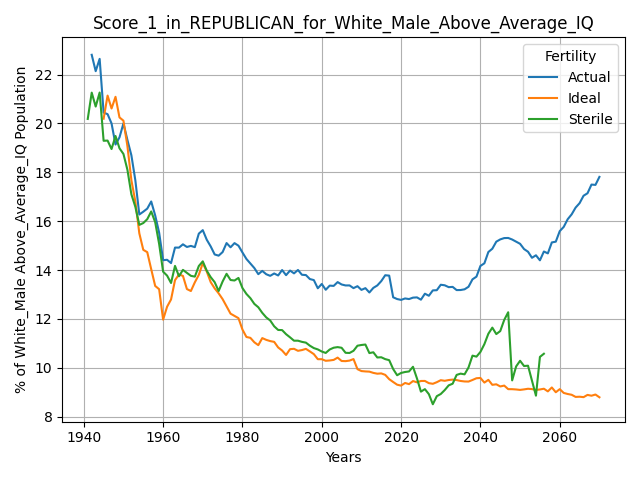 Score_1_in_REPUBLICAN_for_White_Male_Above_Average_IQ
% of White_Male Above_Average_IQ Population
22
20
18
16
14
12
10
8
Fertility
Actual
Ideal
Sterile
1940 1960 1980 2000 2020 2040 2060
Years